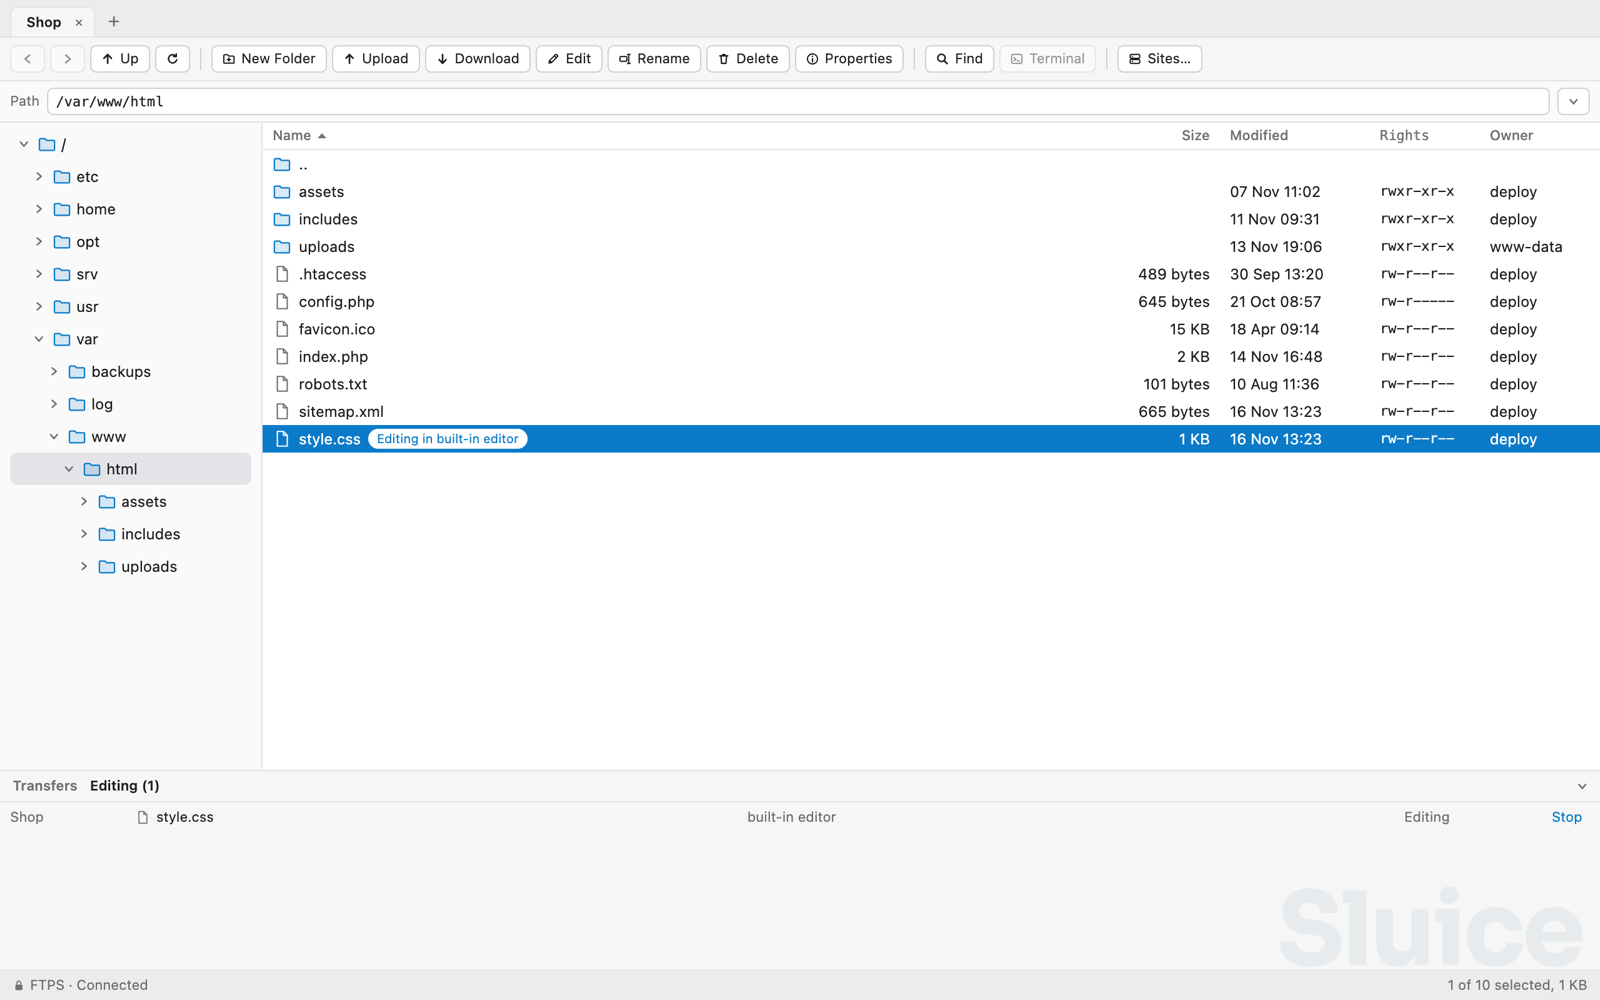 Shop
Up
New Folder
Upload
Download
Edit
Rename
Delete
Properties
Find
Terminal
Sites...
Path /var/www/html
/
etc
home
opt
srv
usr
var
backups
log
www
html
assets
includes
uploads
Name Size Modified Rights Owner
..
assets 07 Nov 11:02 rwxr-xr-x deploy
includes 11 Nov 09:31 rwxr-xr-x deploy
uploads 13 Nov 19:06 rwxr-xr-x www-data
.htaccess 489 bytes 30 Sep 13:20 rw-r--r-- deploy
config.php 645 bytes 21 Oct 08:57 rw-r----- deploy
favicon.ico 15 KB 18 Apr 09:14 rw-r--r-- deploy
index.php 2 KB 14 Nov 16:48 rw-r--r-- deploy
robots.txt 101 bytes 10 Aug 11:36 rw-r--r-- deploy
sitemap.xml 665 bytes 16 Nov 13:23 rw-r--r-- deploy
style.css Editing in built-in editor 1 KB 16 Nov 13:23 rw-r--r-- deploy
Transfers Editing (1)
Shop style.css built-in editor Editing Stop
Sluice
FTPS · Connected 1 of 10 selected, 1 KB